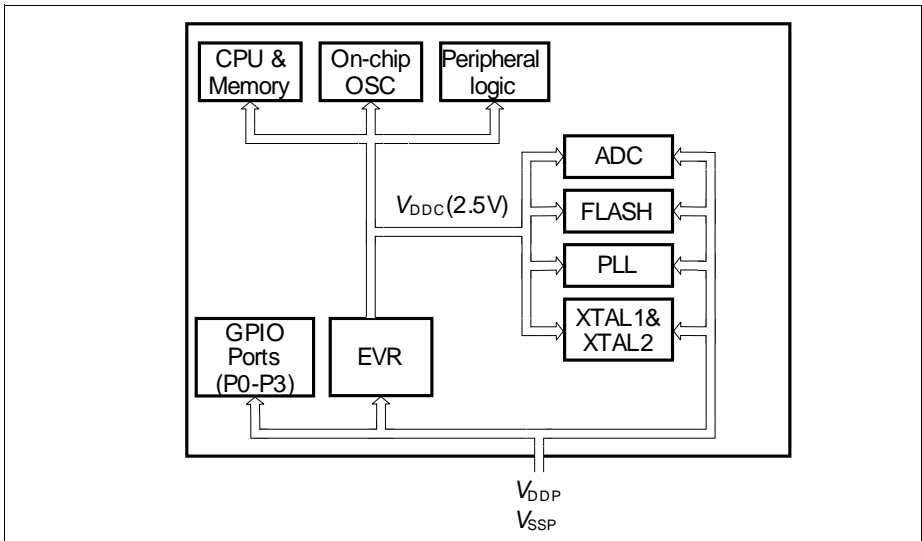 CPU &
Memory
On-chip
OSC
Peripheral
logic
ADC
VDDC (2.5V)
FLASH
PLL
XTAL1&
XTAL2
GPIO
Ports
(P0-P3)
EVR
VDDP
VSSP